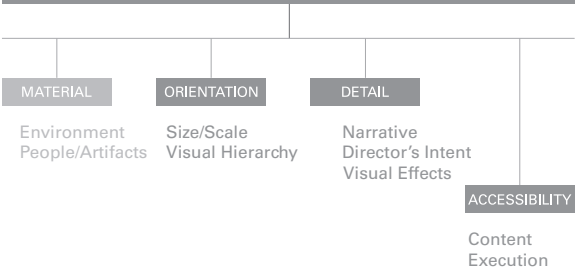 MATERIAL
Environment
People/Artifacts
ORIENTATION
Size/Scale
Visual Hierarchy
DETAIL
Narrative
Director's Intent
Visual Effects
ACCESSIBILITY
Content
Execution